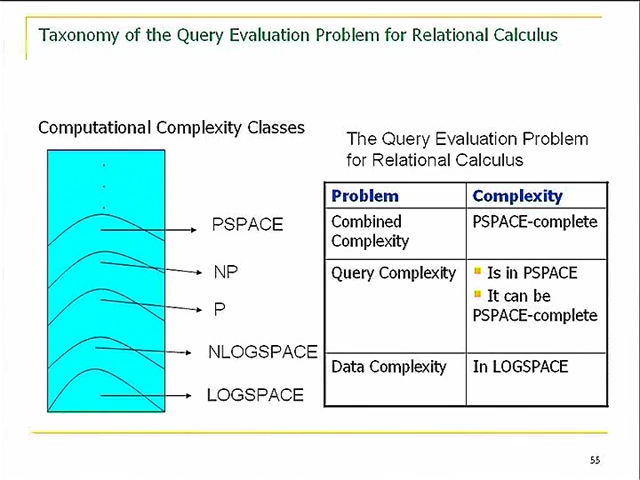 Taxonomy of the Query Evaluation Problem for Relational Calculus
Computational Complexity Classes
PSPACE
NP
P
NLOGSPACE
LOGSPACE
The Query Evaluation Problem
for Relational Calculus
Problem Complexity
Combined PSPACE-complete
Complexity
Query Complexity Is in PSPACE
It can be
PSPACE-complete
Data Complexity In LOGSPACE
55